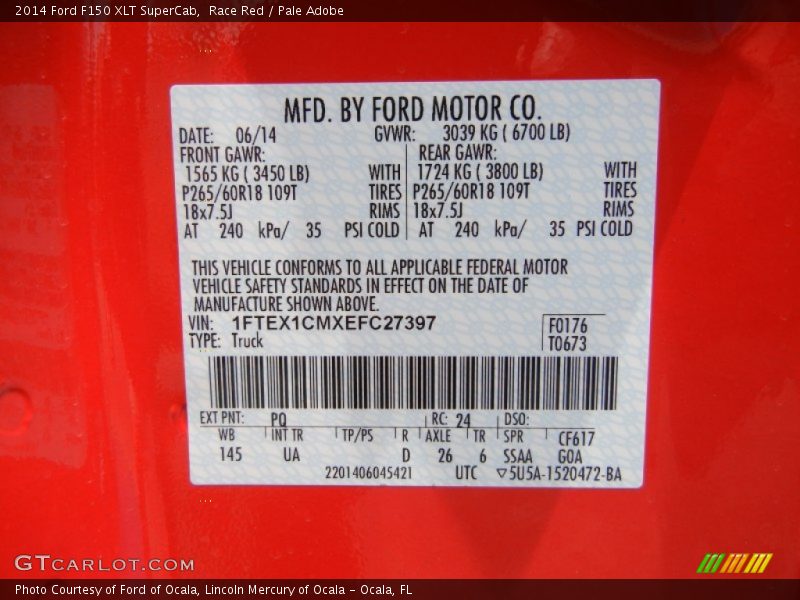 2014 Ford F150 XLT SuperCab,  Race Red / Pale Adobe
MFD. BY FORD MOTOR CO.
DATE: 06/14 GVWR: 3039 KG ( 6700 LB)
FRONT GAWR: REAR GAWR:
1565 KG ( 3450 LB) WITH 1724 KG ( 3800 LB) WITH
P265/60R18 109T TIRES P265/60R18 109T TIRES
18x7.5J RIMS 18x7.5J RIMS
AT 240 kPa/ 35 PSI COLD AT 240 kPa/ 35 PSI COLD
THIS VEHICLE CONFORMS TO ALL APPLICABLE FEDERAL MOTOR
VEHICLE SAFETY STANDARDS IN EFFECT ON THE DATE OF
MANUFACTURE SHOWN ABOVE.
VIN: 1FTEX1CMXEFC27397 F0176
TYPE: Truck T0673
EXT PNT: PQ RC: 24 DSO:
WB INT TR TP/PS R AXLE TR SPR CF617
145 UA D 26 6 SSAA GOA
2201406045421 UTC ▽5U5A-1520472-BA
GTCARLOT.COM
Photo Courtesy of Ford of Ocala, Lincoln Mercury of Ocala – Ocala, FL